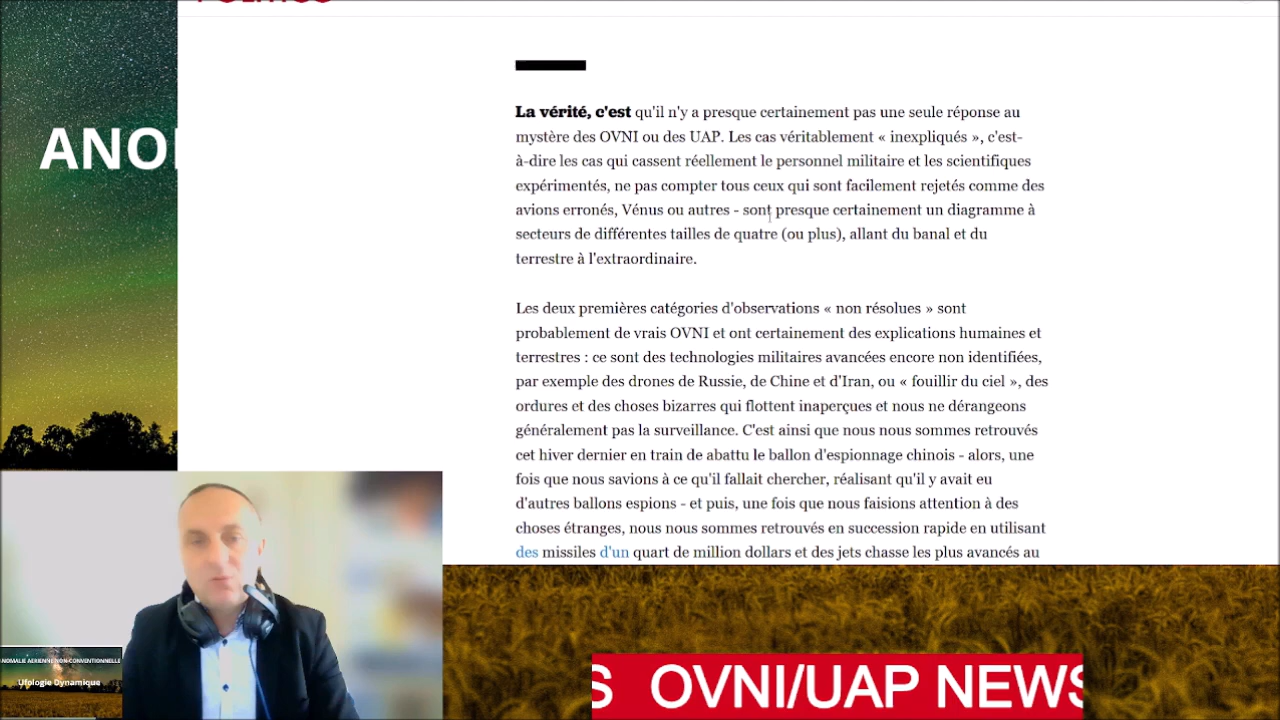 La vérité, c'est qu'il n'y a presque certainement pas une seule réponse au
mystère des OVNI ou des UAP. Les cas véritablement « inexpliqués », c'est-
à-dire les cas qui cassent réellement le personnel militaire et les scientifiques
expérimentés, ne pas compter tous ceux qui sont facilement rejetés comme des
avions erronés, Vénus ou autres - sont presque certainement un diagramme à
secteurs de différentes tailles de quatre (ou plus), allant du banal et du
terrestre à l'extraordinaire.
Les deux premières catégories d'observations « non résolues » sont
probablement de vrais OVNI et ont certainement des explications humaines et
terrestres : ce sont des technologies militaires avancées encore non identifiées,
par exemple des drones de Russie, de Chine et d'Iran, ou « fouillir du ciel », des
ordures et des choses bizarres qui flottent inaperçues et nous ne dérangeons
généralement pas la surveillance. C'est ainsi que nous nous sommes retrouvés
cet hiver dernier en train de abattu le ballon d'espionnage chinois - alors, une
fois que nous savions à ce qu'il fallait chercher, réalisant qu'il y avait eu
d'autres ballons espions - et puis, une fois que nous faisions attention à des
choses étranges, nous nous sommes retrouvés en succession rapide en utilisant
des missiles d'un quart de million dollars et des jets chasse les plus avancés au
ANO
ANOMALIE AERIENNE NON-CONVENTIONNELLE
Ufologie Dynamique
S OVNI/UAP NEWS